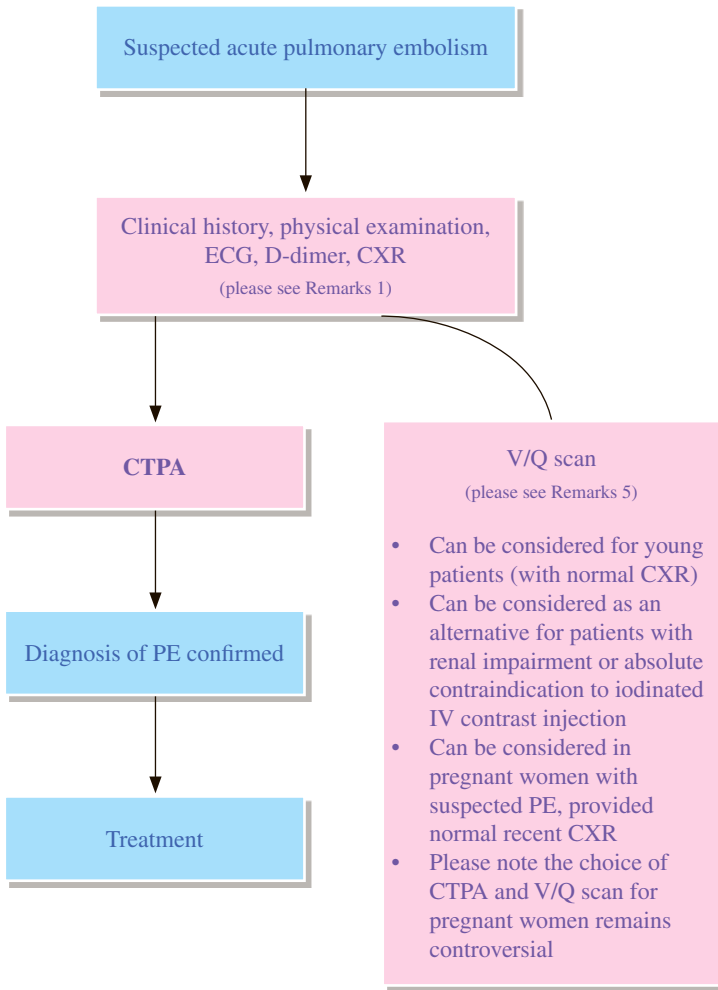 Suspected acute pulmonary embolism
Clinical history, physical examination,
ECG, D-dimer, CXR
(please see Remarks 1)
CTPA
Diagnosis of PE confirmed
Treatment
V/Q scan
(please see Remarks 5)
• Can be considered for young
patients (with normal CXR)
• Can be considered as an
alternative for patients with
renal impairment or absolute
contraindication to iodinated
IV contrast injection
• Can be considered in
pregnant women with
suspected PE, provided
normal recent CXR
• Please note the choice of
CTPA and V/Q scan for
pregnant women remains
controversial